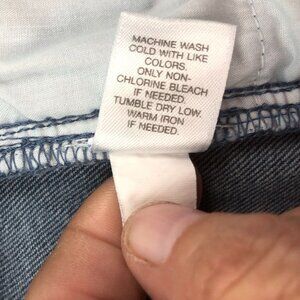 MACHINE WASH
COLD WITH LIKE
COLORS.
ONLY NON-
CHLORINE BLEACH
IF NEEDED.
TUMBLE DRY LOW.
WARM IRON
IF NEEDED.